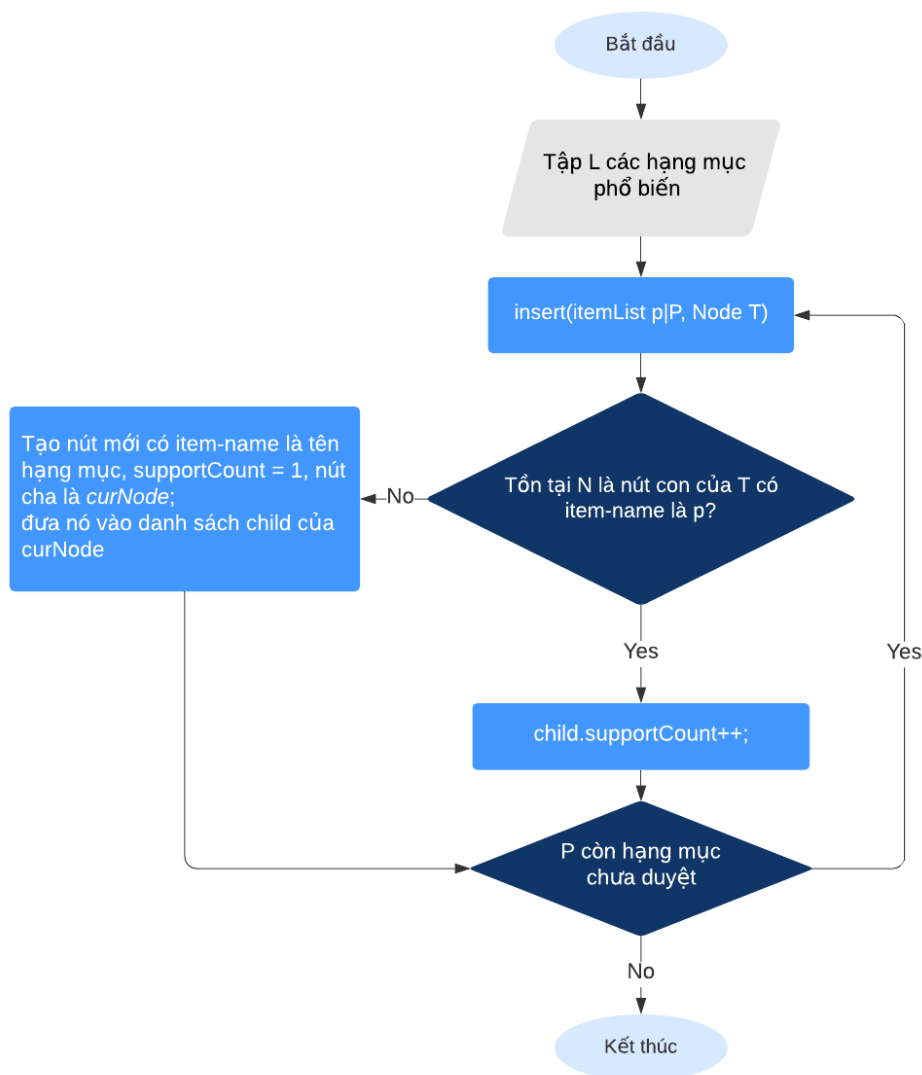 Bắt đầu
Tập L các hạng mục
phổ biến
insert(itemList p|P, Node T)
Tồn tại N là nút con của T có
item-name là p?
No
Tạo nút mới có item-name là tên
hạng mục, supportCount = 1, nút
cha là curNode;
đưa nó vào danh sách child của
curNode
Yes
Yes
child.supportCount++;
P còn hạng mục
chưa duyệt
No
Kết thúc